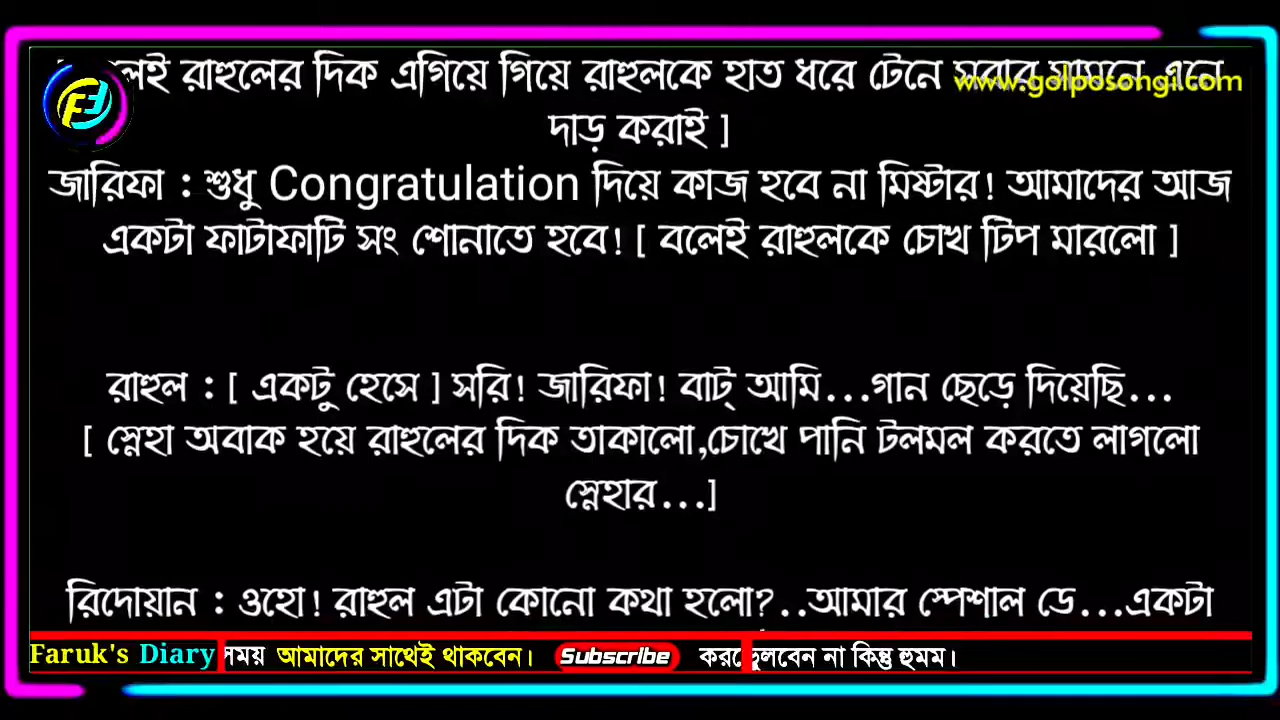 রাহুলের দিক এগিয়ে গিয়ে রাহুলকে হাত ধরে টেনে সবার সামনে এনে
www.golposongi.com
দাড় করাই ]
জারিফা : শুধু Congratulation দিয়ে কাজ হবে না মিষ্টার! আমাদের আজ
একটা ফাটাফাটি সং শোনাতে হবে! [ বলেই রাহুলকে চোখ টিপ মারলো ]
রাহুল : [ একটু হেসে ] সরি! জারিফা! বাট্ আমি...গান ছেড়ে দিয়েছি...
[ স্নেহা অবাক হয়ে রাহুলের দিক তাকালো,চোখে পানি টলমল করতে লাগলো
স্নেহার...]
রিদোয়ান : ওহো! রাহুল এটা কোনো কথা হলো?..আমার স্পেশাল ডে...একটা
Faruk's Diary সময় আমাদের সাথেই থাকবেন। Subscribe করতে ভুলবেন না কিন্তু হুমম।